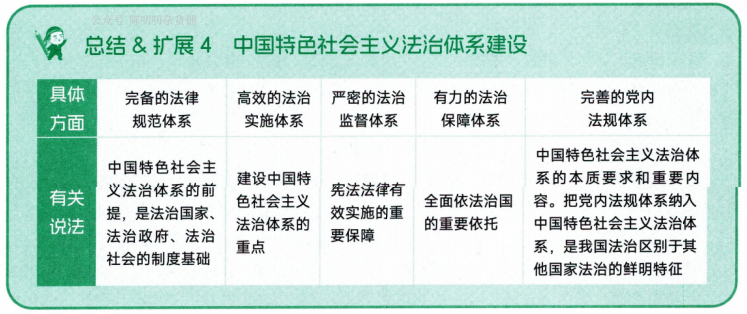 公众号 陈明明杂货铺
总结 & 扩展 4 中国特色社会主义法治体系建设
具体
方面
完备的法律
规范体系
高效的法治
实施体系
严密的法治
监督体系
有力的法治
保障体系
完善的党内
法规体系
有关
说法
中国特色社会主
义法治体系的前
提，是法治国家、
法治政府、法治
社会的制度基础
建设中国特
色社会主义
法治体系的
重点
宪法法律有
效实施的重
要保障
全面依法治国
的重要依托
中国特色社会主义法治体
系的本质要求和重要内
容。把党内法规体系纳入
中国特色社会主义法治体
系，是我国法治区别于其
他国家法治的鲜明特征